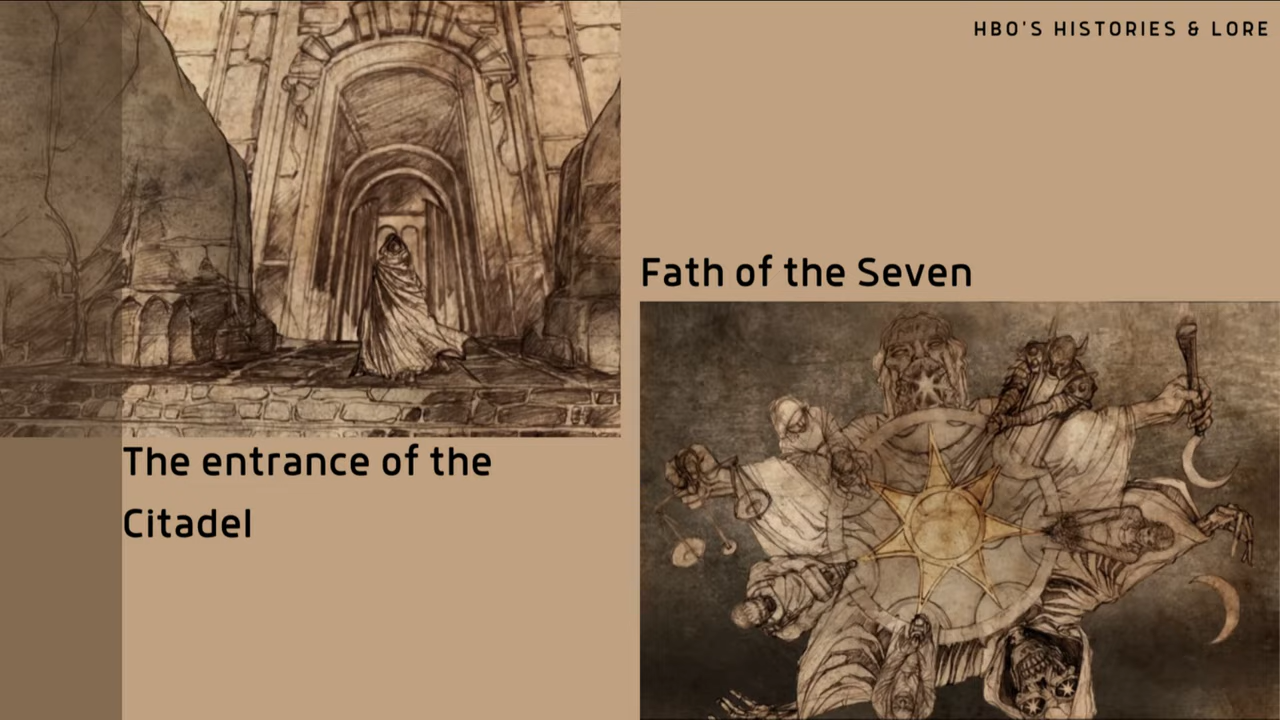 HBO'S HISTORIES & LORE
Fath of the Seven
The entrance of the
Citadel